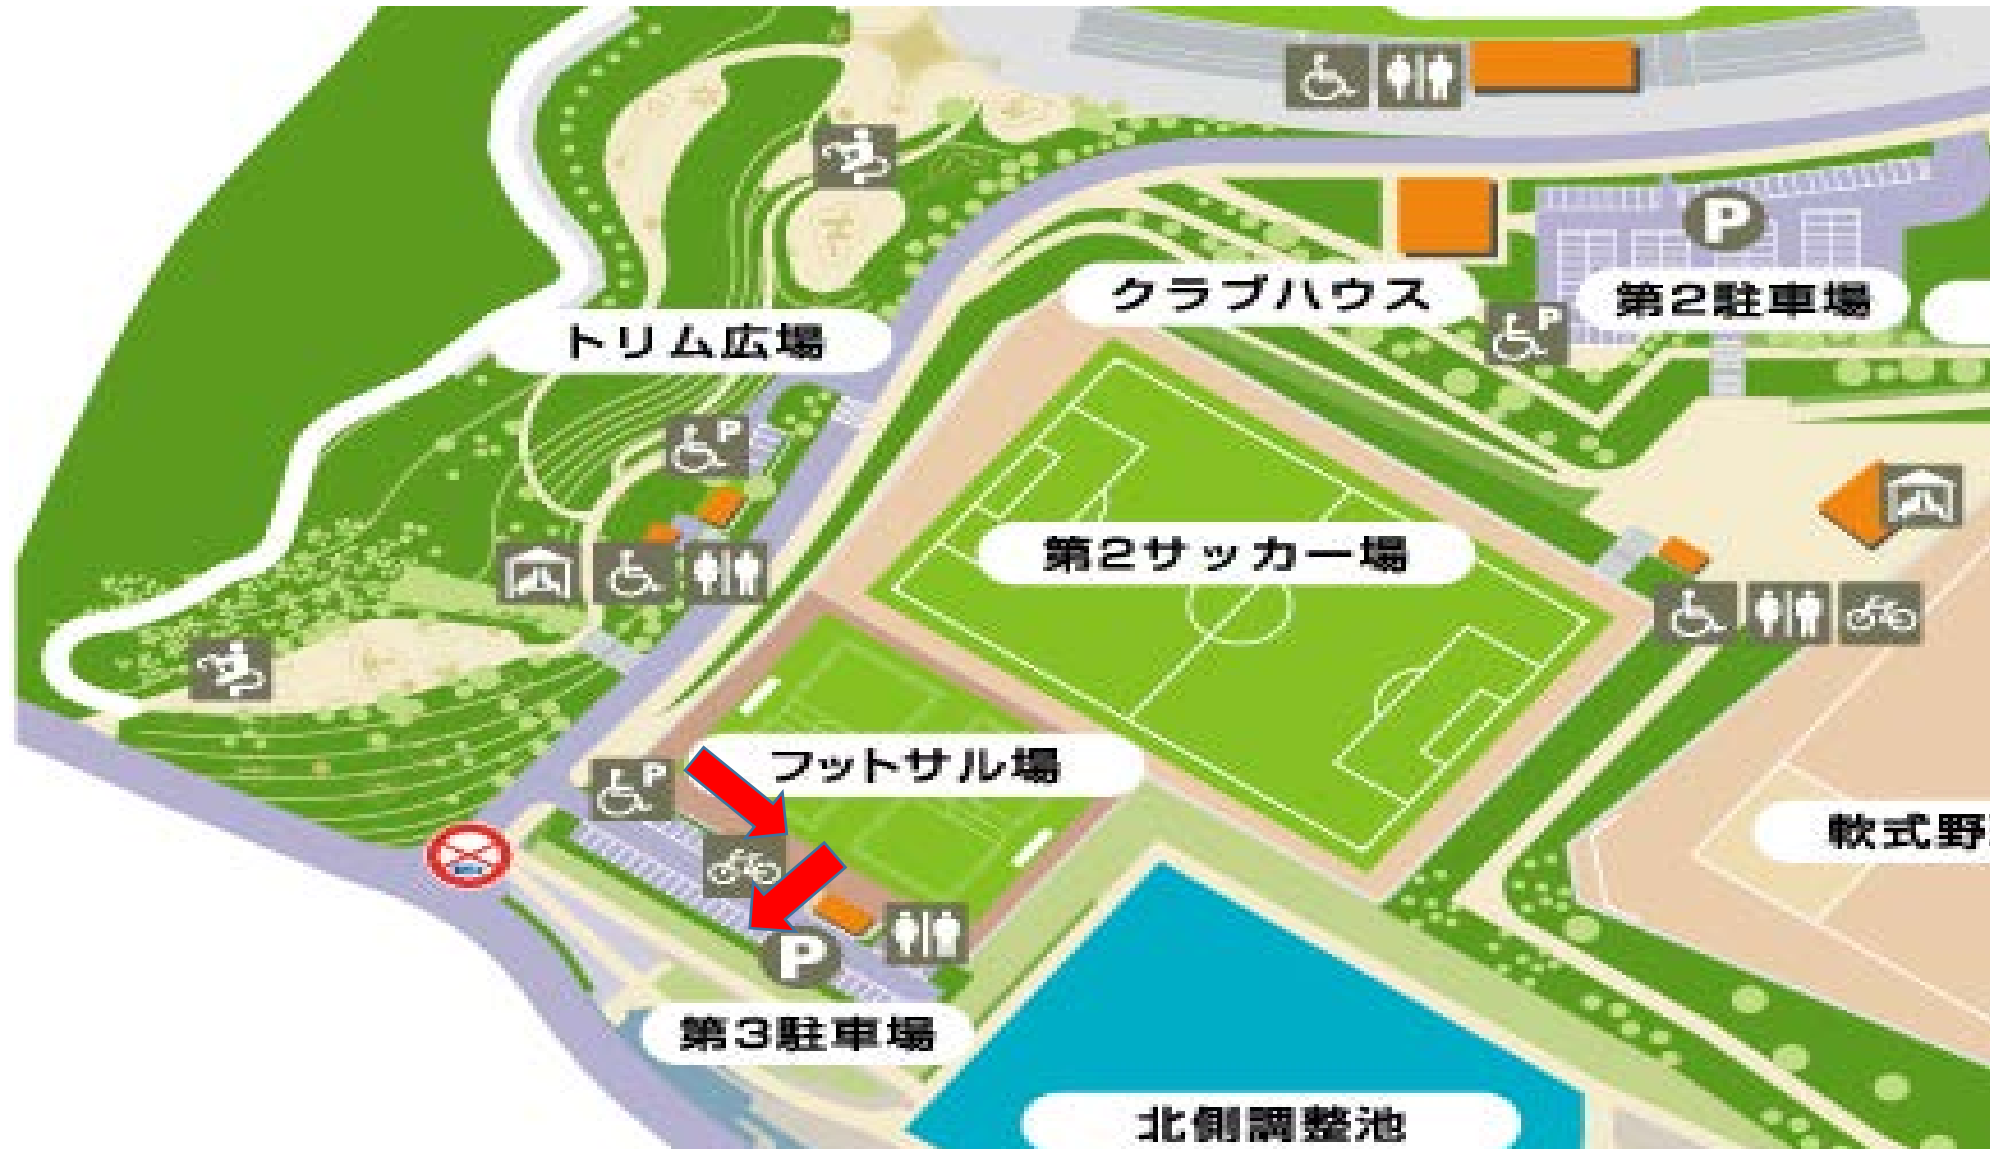 クラブハウス
P
第2駐車場
P
トリム広場
P
第2サッカー場
フットサル場
P
軟式野
P
第3駐車場
北側調整池